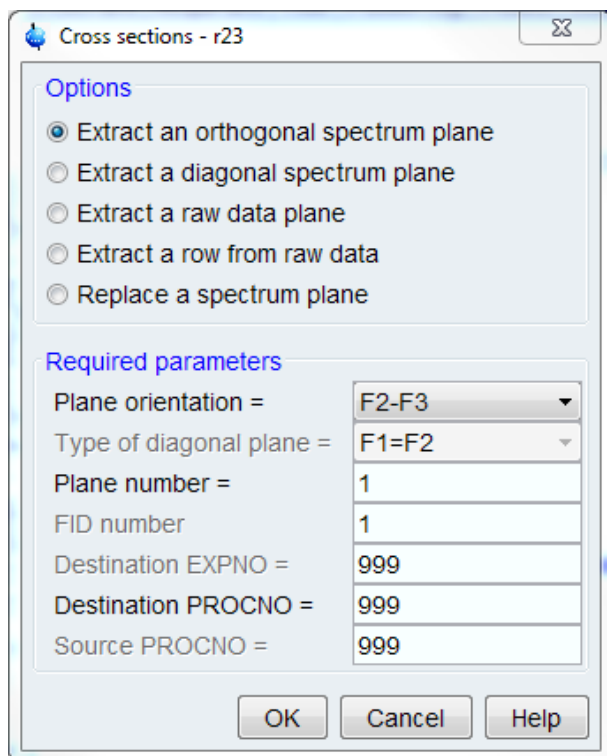 Cross sections - r23
Options
Extract an orthogonal spectrum plane
Extract a diagonal spectrum plane
Extract a raw data plane
Extract a row from raw data
Replace a spectrum plane
Required parameters
Plane orientation = F2-F3
Type of diagonal plane = F1=F2
Plane number = 1
FID number 1
Destination EXPNO = 999
Destination PROCNO = 999
Source PROCNO = 999
OK Cancel Help